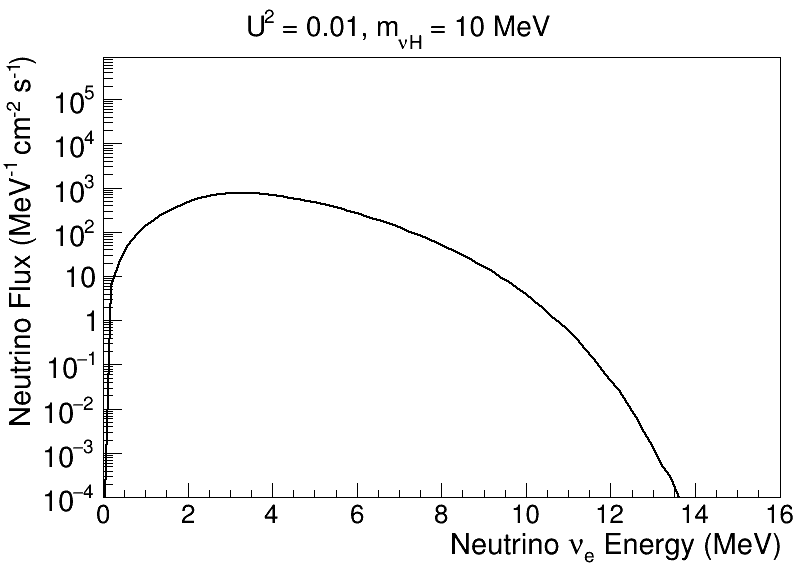 U² = 0.01, m_νH = 10 MeV
Neutrino Flux (MeV⁻¹ cm⁻² s⁻¹)
10⁵
10⁴
10³
10²
10
1
10⁻¹
10⁻²
10⁻³
10⁻⁴
0 2 4 6 8 10 12 14 16
Neutrino νₑ Energy (MeV)